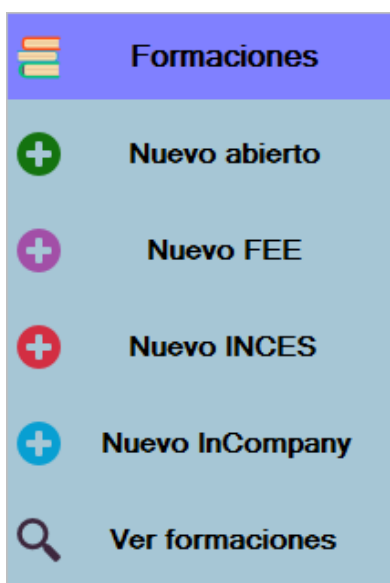 Formaciones
Nuevo abierto
Nuevo FEE
Nuevo INCES
Nuevo InCompany
Ver formaciones